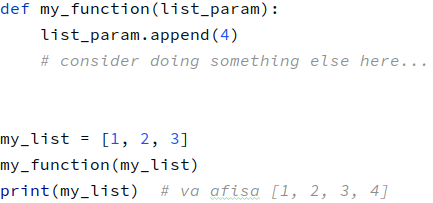 def my_function(list_param):
    list_param.append(4)
    # consider doing something else here...
my_list = [1, 2, 3]
my_function(my_list)
print(my_list)  # va afisa [1, 2, 3, 4]